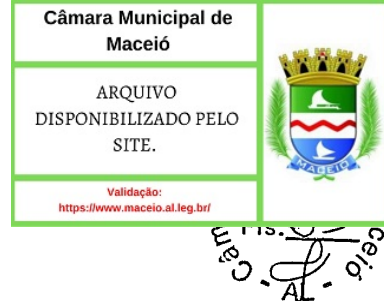 Câmara Municipal de
Maceió
ARQUIVO
DISPONIBILIZADO PELO
SITE.
Validação:
https://www.maceio.al.leg.br/
MACEIÓ
AL